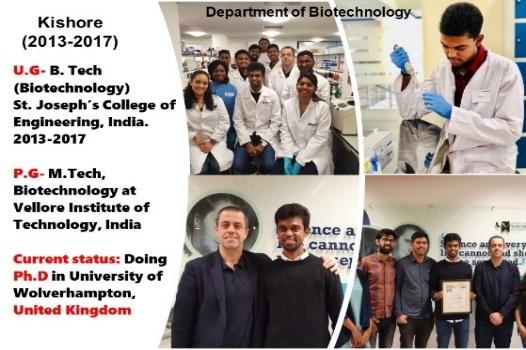 Department of Biotechnology
Kishore
(2013-2017)
U.G- B. Tech
(Biotechnology)
St. Joseph's College of
Engineering, India.
2013-2017
P.G- M.Tech,
Biotechnology at
Vellore Institute of
Technology, India
Current status: Doing
Ph.D in University of
Wolverhampton,
United Kingdom